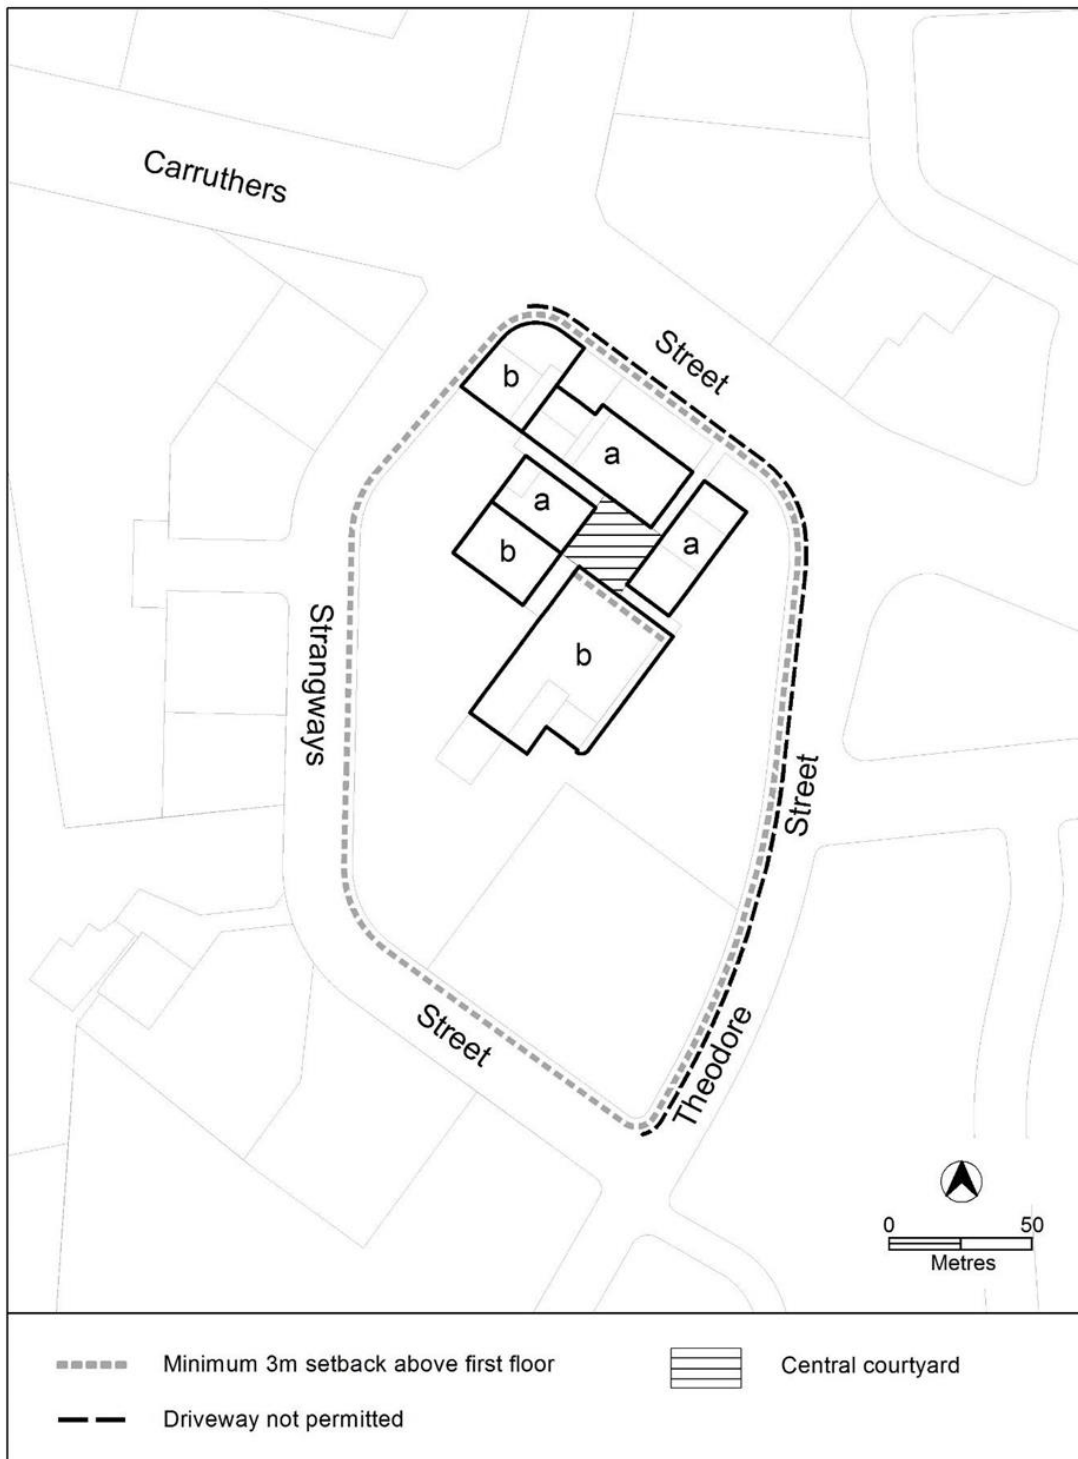 Carruthers
Street
b
a
a
b
a
b
Strangways
Street
Street
Theodore
0 50
Metres
Minimum 3m setback above first floor
Central courtyard
Driveway not permitted